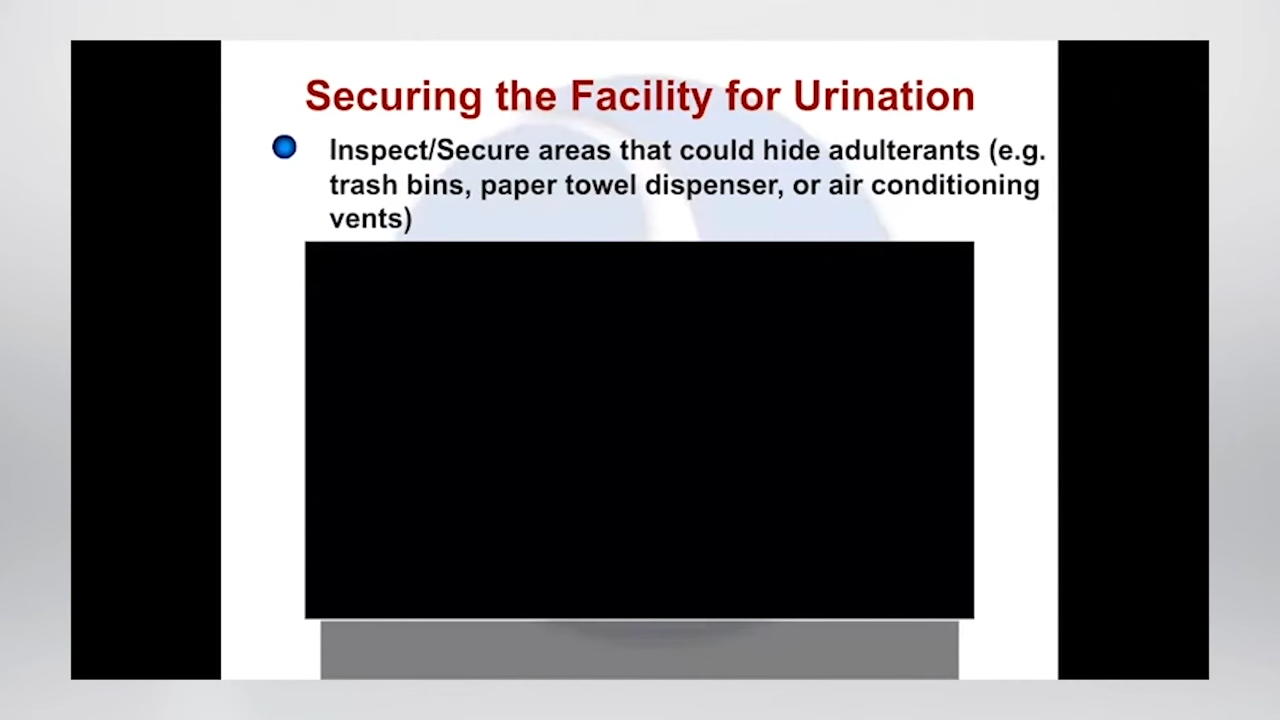 Securing the Facility for Urination
Inspect/Secure areas that could hide adulterants (e.g.
trash bins, paper towel dispenser, or air conditioning
vents)